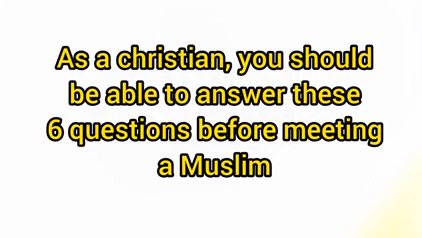 As a christian, you should
be able to answer these
6 questions before meeting
a Muslim